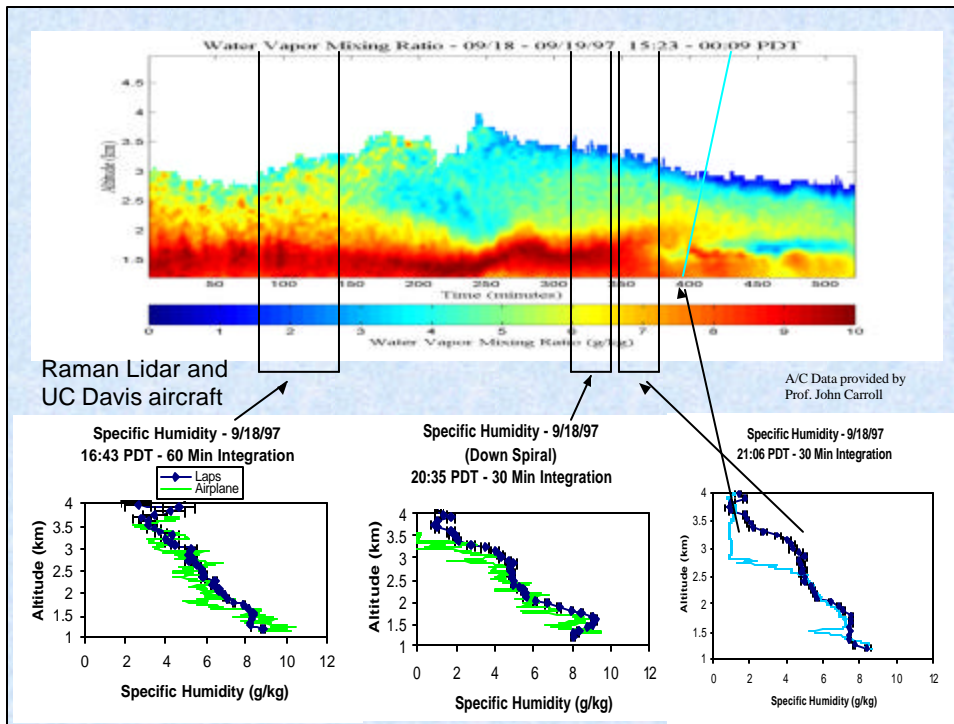 Water Vapor Mixing Ratio - 09/18 - 09/19/97 15:23 - 00:09 PDT
Altitude (km)
4.5
4
3.5
3
2.5
2
1.5
50 100 150 200 250 300 350 400 450 500
Time (minutes)
0 1 2 3 4 5 6 7 8 9 10
Water Vapor Mixing Ratio (g/kg)
Raman Lidar and
UC Davis aircraft
A/C Data provided by
Prof. John Carroll
Specific Humidity - 9/18/97
16:43 PDT - 60 Min Integration
Laps
Airplane
Altitude (km)
4
3.5
3
2.5
2
1.5
1
0 2 4 6 8 10 12
Specific Humidity (g/kg)
Specific Humidity - 9/18/97
(Down Spiral)
20:35 PDT - 30 Min Integration
Altitude (km)
4
3.5
3
2.5
2
1.5
1
0 2 4 6 8 10 12
Specific Humidity (g/kg)
Specific Humidity - 9/18/97
21:06 PDT - 30 Min Integration
Altitude (km)
4
3.5
3
2.5
2
1.5
1
0 2 4 6 8 10 12
Specific Humidity (g/kg)